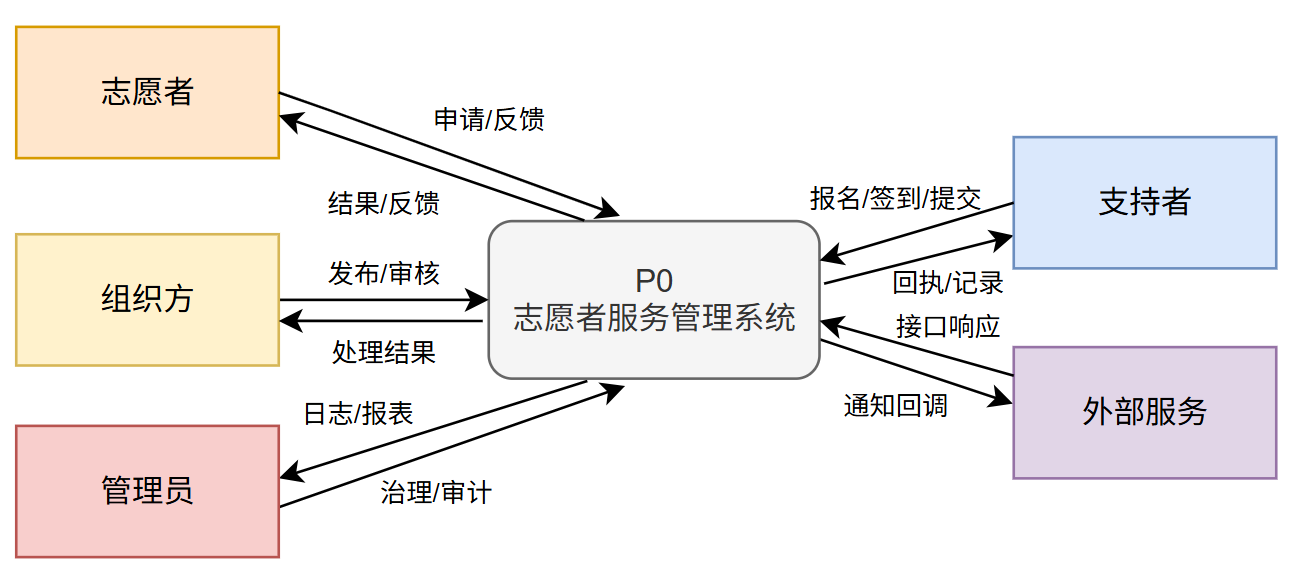 志愿者
申请/反馈
结果/反馈
组织方
发布/审核
处理结果
管理员
日志/报表
治理/审计
P0
志愿者服务管理系统
报名/签到/提交
回执/记录
支持者
接口响应
通知回调
外部服务